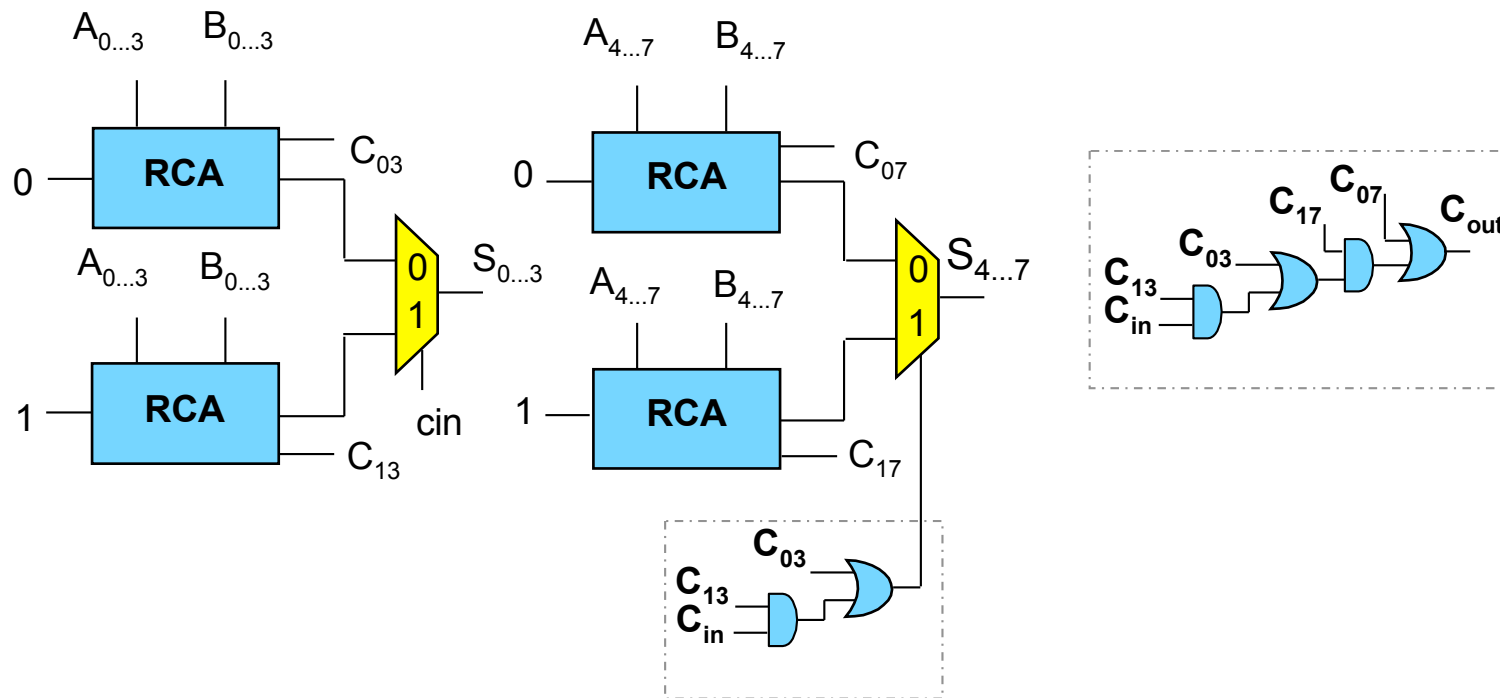 A0...3 B0...3
0 RCA C03
A0...3 B0...3
1 RCA C13
0
1
S0...3
cin
A4...7 B4...7
0 RCA C07
A4...7 B4...7
1 RCA C17
0
1
S4...7
C03
C13
Cin
C07
C17
Cout
C03
C13
Cin